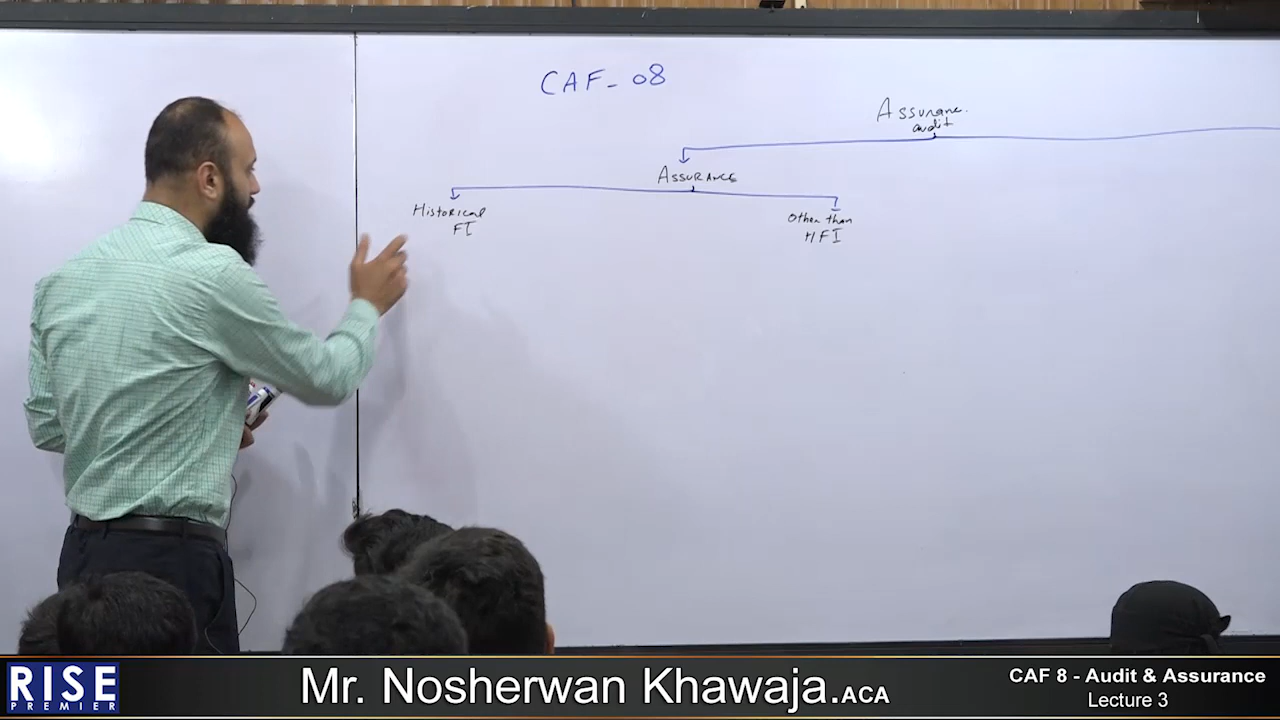 CAF-08
Assurance.
audit
ASSURANCE
Historical
FI
Other than
HFI
RISE
PREMIER
Mr. Nosherwan Khawaja.ACA
CAF 8 - Audit & Assurance
Lecture 3